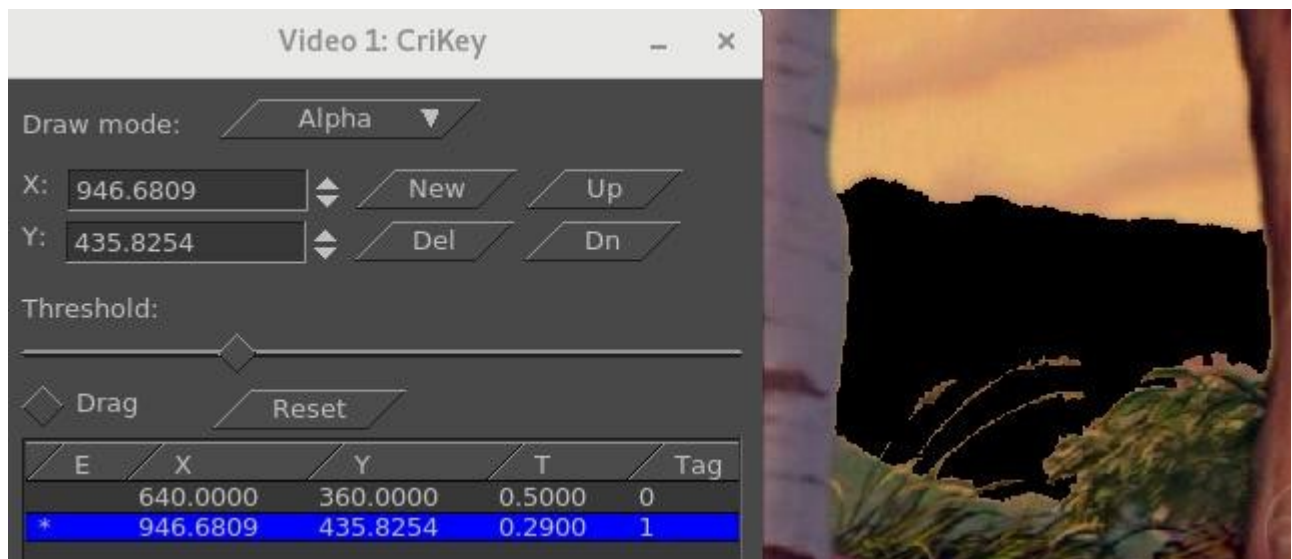 Video 1: CriKey
Draw mode: Alpha
X: 946.6809 New Up
Y: 435.8254 Del Dn
Threshold:
Drag Reset
E X Y T Tag
640.0000 360.0000 0.5000 0
* 946.6809 435.8254 0.2900 1